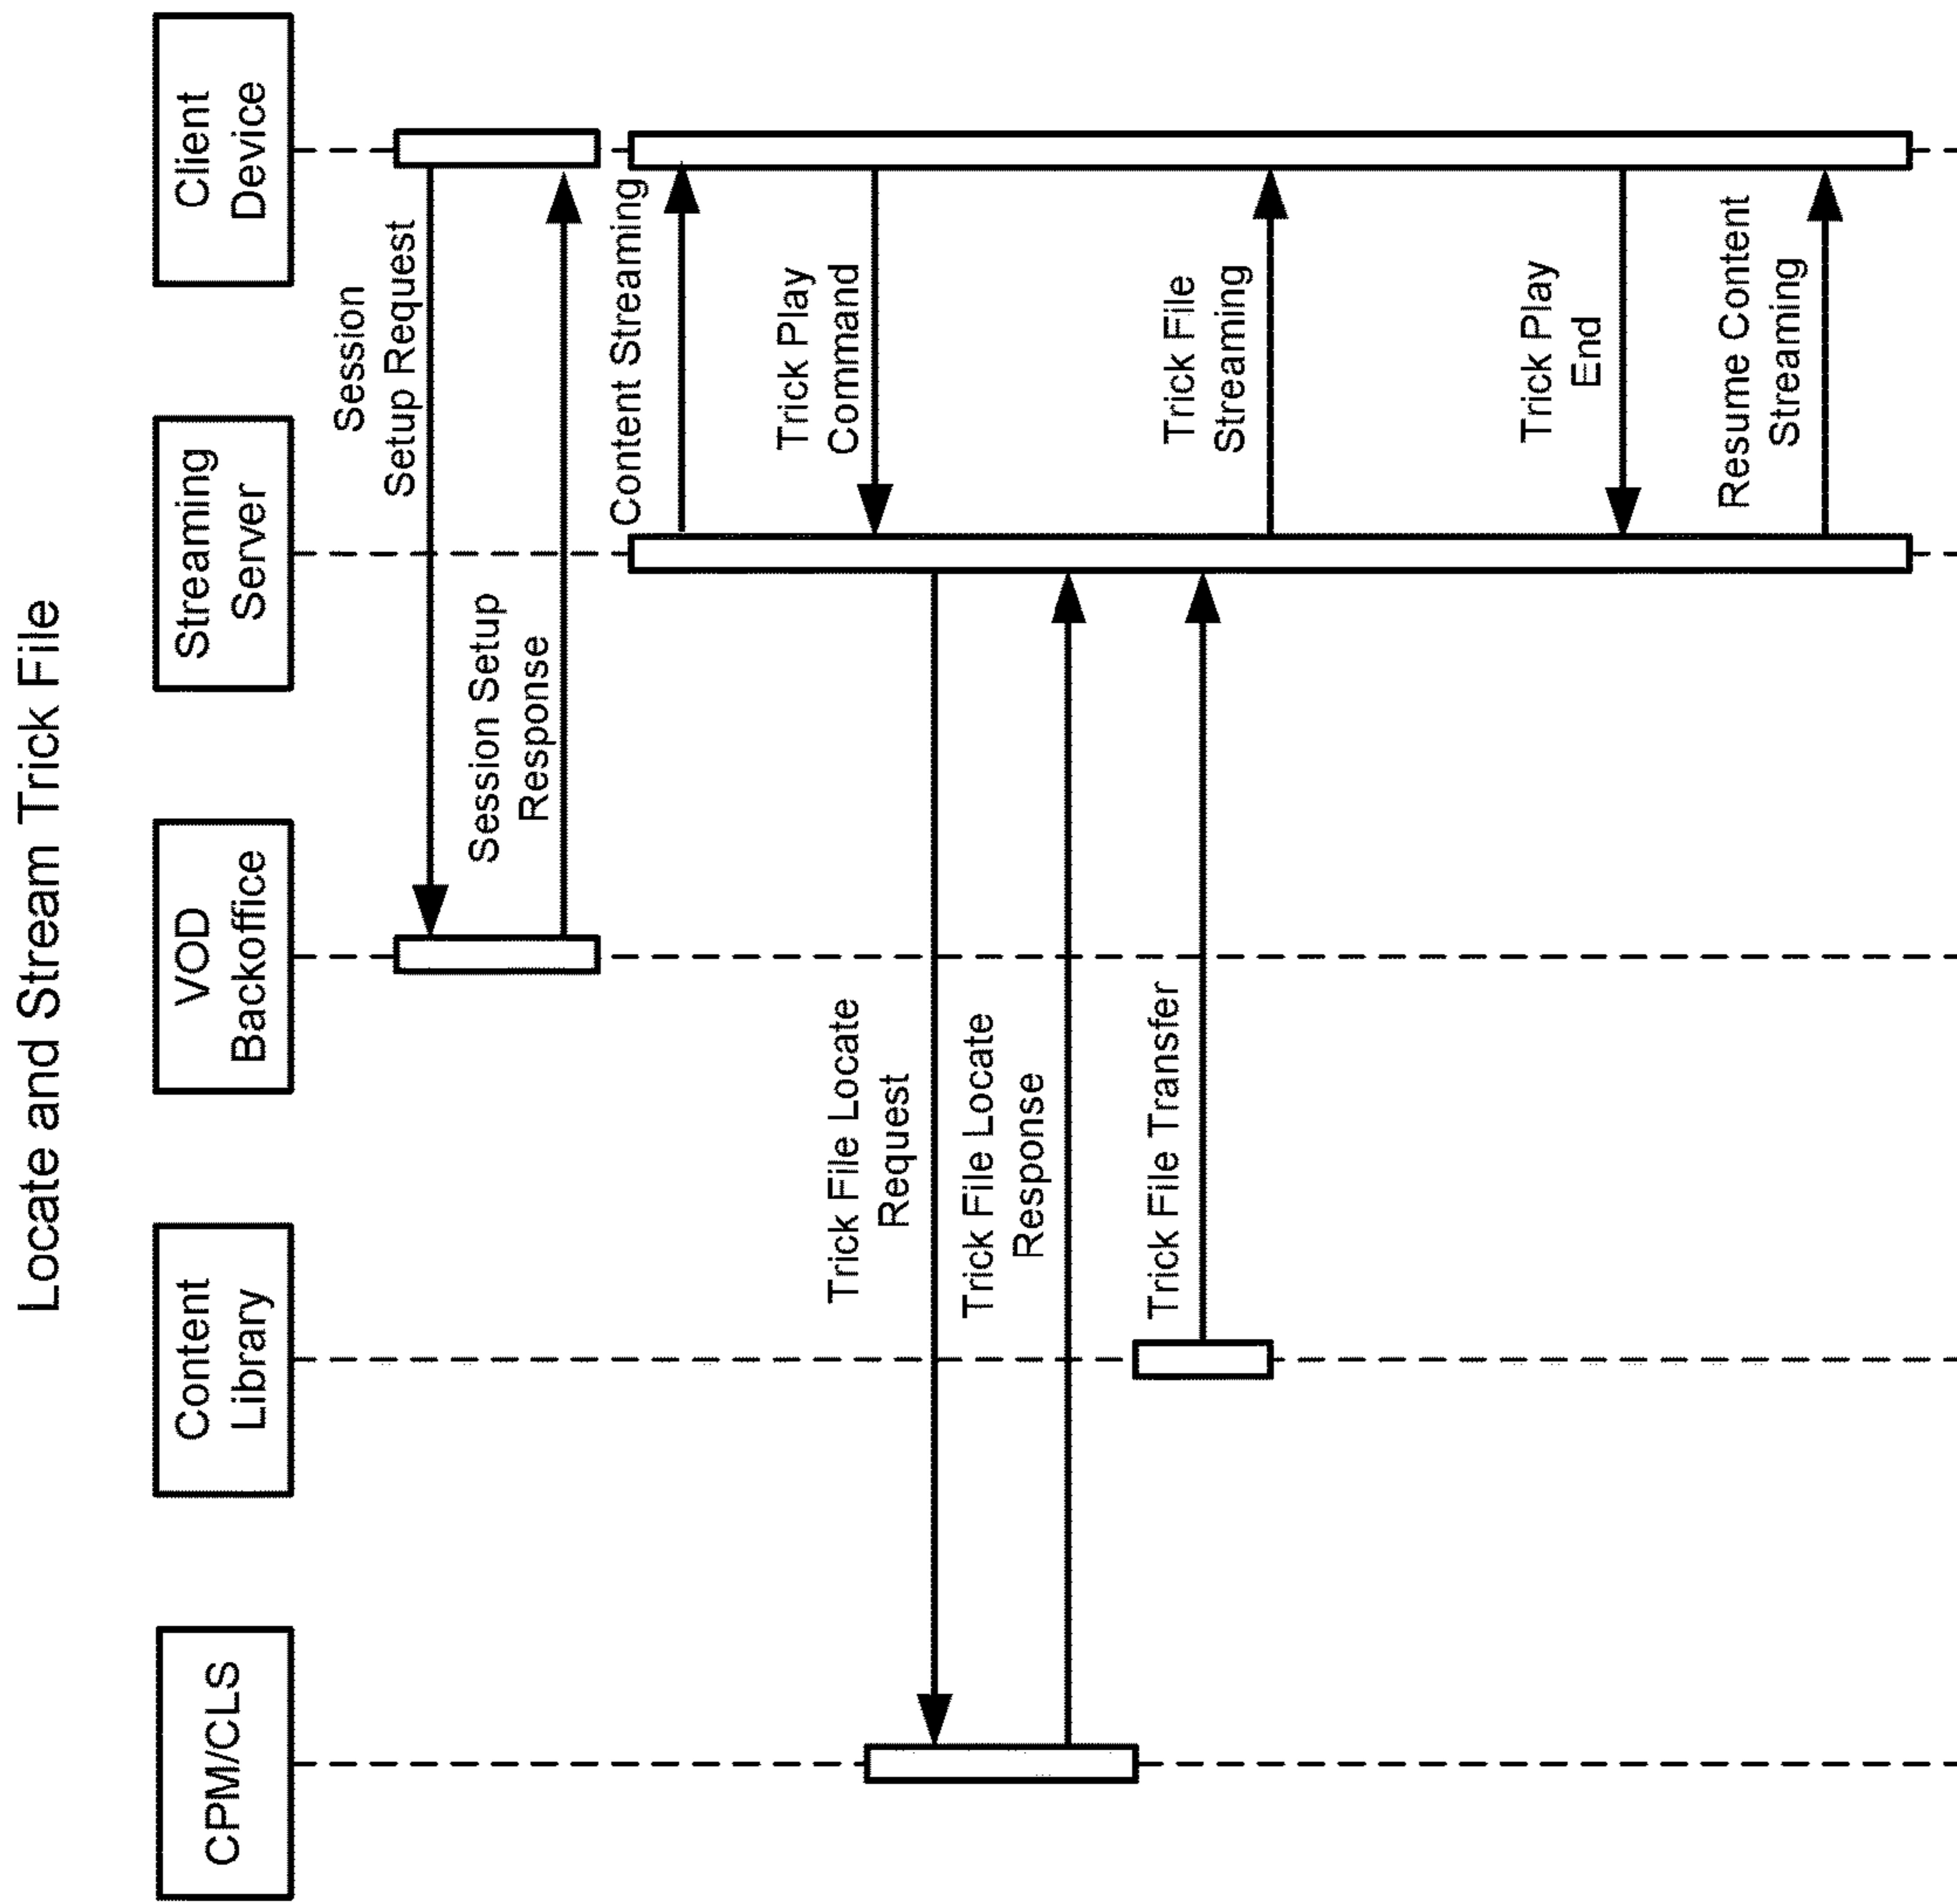 Locate and Stream Trick File
CPM/CLS
Content
Library
VOD
Backoffice
Streaming
Server
Client
Device
Session
Setup Request
Session Setup
Response
Content Streaming
Trick Play
Command
Trick File Locate
Request
Trick File Locate
Response
Trick File Transfer
Trick File
Streaming
Trick Play
End
Resume Content
Streaming